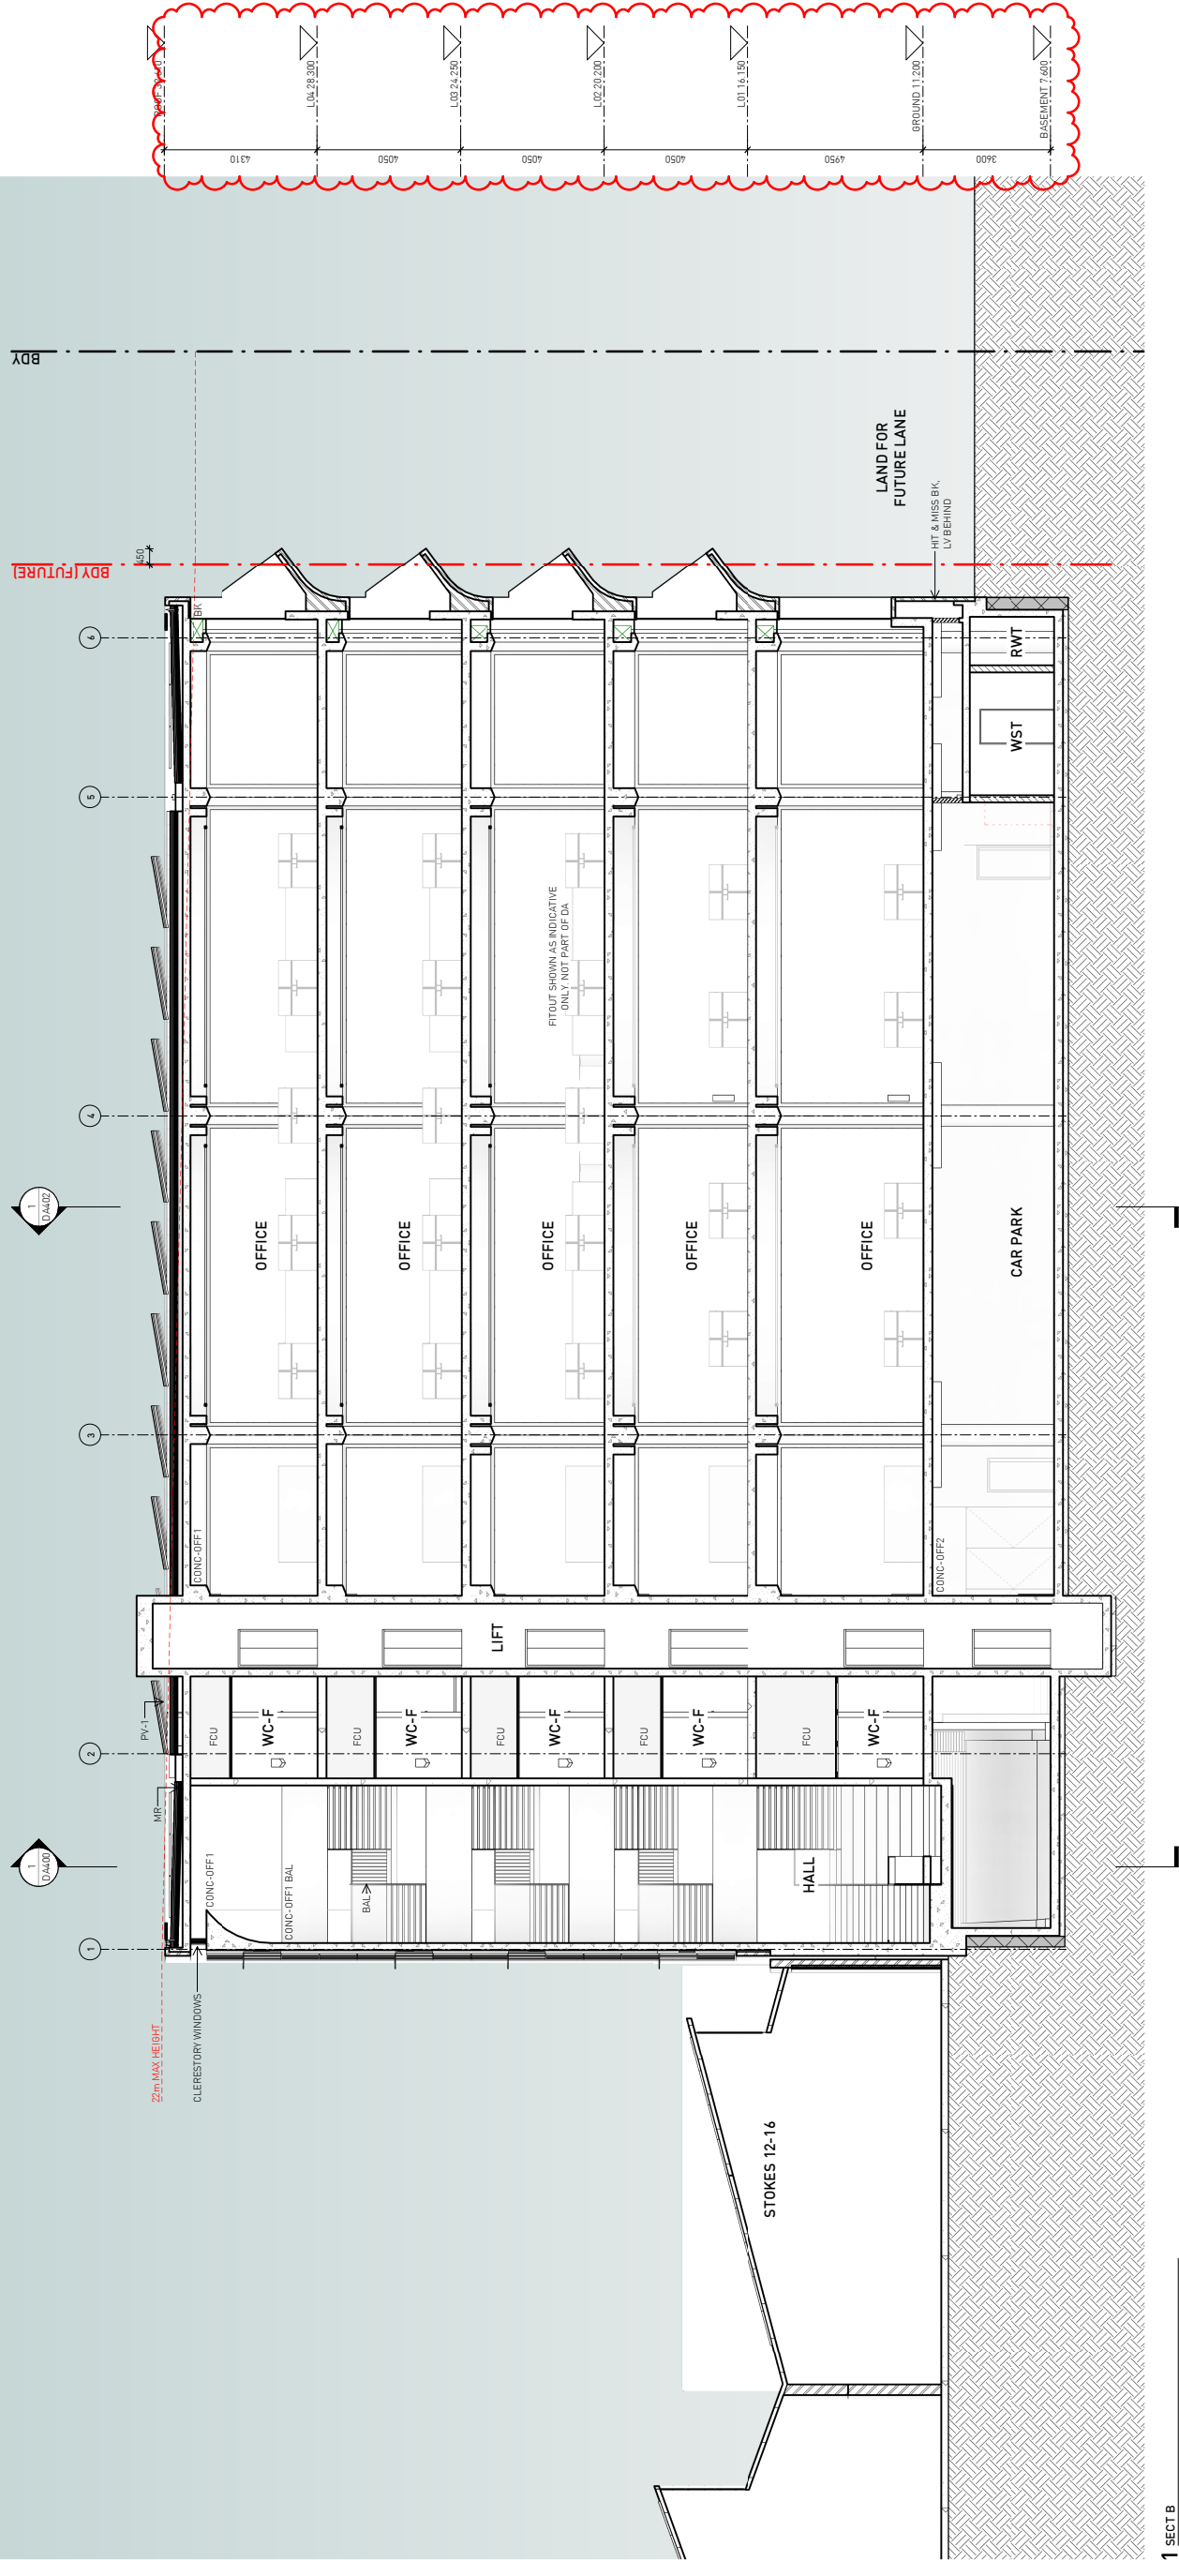 BDY
BDY (FUTURE)
450
6
5
4
3
2
1
1
DA402
1
DA400
L04 28.300
L03 24.250
L02 20.200
L01 16.150
GROUND 11.200
BASEMENT 7.600
4310
4050
4050
4050
4950
3600
LAND FOR
FUTURE LANE
HIT & MISS BK,
LV BEHIND
BK
RWT
WST
FITOUT SHOWN AS INDICATIVE
ONLY. NOT PART OF DA
OFFICE
OFFICE
OFFICE
OFFICE
OFFICE
CAR PARK
CONC-OFF1
CONC-OFF2
LIFT
PV-1
MR
FCU
WC-F
FCU
WC-F
FCU
WC-F
FCU
WC-F
FCU
WC-F
CONC-OFF1
CONC-OFF1 BAL
BAL
HALL
22m MAX HEIGHT
CLERESTORY WINDOWS
STOKES 12-16
1 SECT B